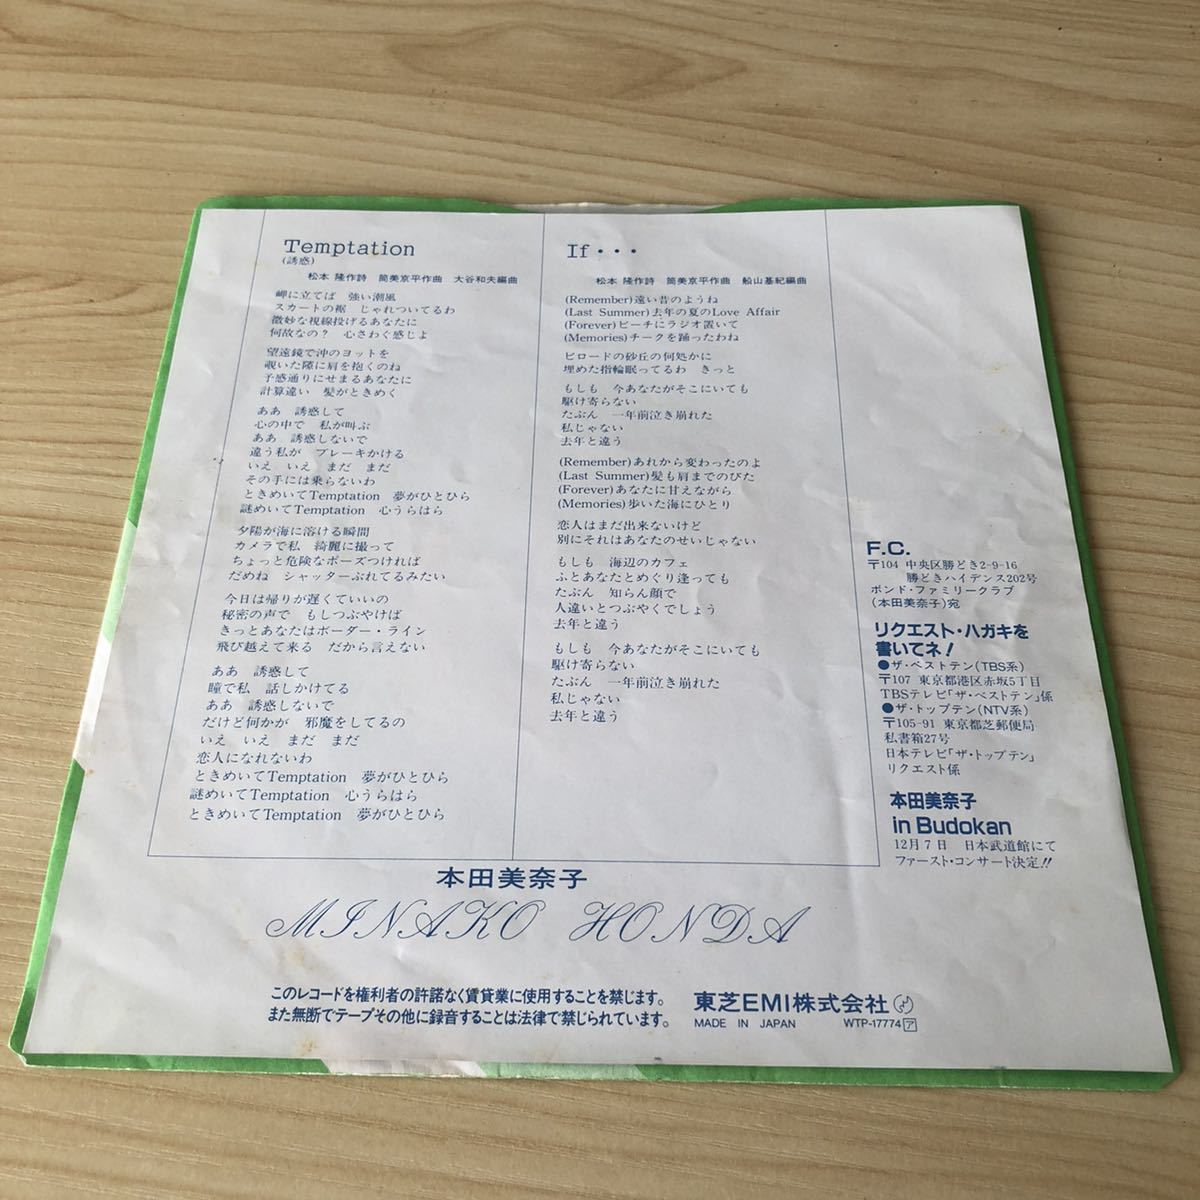 Temptation
(誘惑)
松本 隆作詩　筒美京平作曲　大谷和夫編曲
岬に立てば　強い潮風
スカートの裾　じゃれついてるわ
微妙な視線投げるあなたに
何故なの？　心さわぐ感じよ
望遠鏡で沖のヨットを
覗いた隙に肩を抱くのね
予感通りにせまるあなたに
計算違い　髪がときめく
ああ　誘惑して
心の中で　私が叫ぶ
ああ　誘惑しないで
違う私が　ブレーキかける
いえ　いえ　まだ　まだ
その手には乗らないわ
ときめいてTemptation　夢がひとひら
謎めいてTemptation　心うらはら
夕陽が海に溶ける瞬間
カメラで私　綺麗に撮って
ちょっと危険なポーズつければ
だめね　シャッターぶれてるみたい
今日は帰りが遅くていいの
秘密の声で　もしつぶやけば
きっとあなたはボーダー・ライン
飛び越えて来る　だから言えない
ああ　誘惑して
瞳で私　話しかけてる
ああ　誘惑しないで
だけど何かが　邪魔をしてるの
いえ　いえ　まだ　まだ
恋人になれないわ
ときめいてTemptation　夢がひとひら
謎めいてTemptation　心うらはら
ときめいてTemptation　夢がひとひら
If・・・
松本 隆作詩　筒美京平作曲　船山基紀編曲
(Remember)遠い昔のようね
(Last Summer)去年の夏のLove Affair
(Forever)ビーチにラジオ置いて
(Memories)チークを踊ったわね
ビロードの砂丘の何処かに
埋めた指輪眠ってるわ　きっと
もしも　今あなたがそこにいても
駆け寄らない
たぶん　一年前泣き崩れた
私じゃない
去年と違う
(Remember)あれから変わったのよ
(Last Summer)髪も肩までのびた
(Forever)あなたに甘えながら
(Memories)歩いた海にひとり
恋人はまだ出来ないけど
別にそれはあなたのせいじゃない
もしも　海辺のカフェ
ふとあなたとめぐり逢っても
たぶん　知らん顔で
人違いとつぶやくでしょう
去年と違う
もしも　今あなたがそこにいても
駆け寄らない
たぶん　一年前泣き崩れた
私じゃない
去年と違う
F.C.
〒104 中央区勝どき2-9-16
勝どきハイデンス202号
ボンド・ファミリークラブ
(本田美奈子)宛
リクエスト・ハガキを
書いてネ！
●ザ・ベストテン(TBS系)
〒107 東京都港区赤坂5丁目
TBSテレビ「ザ・ベストテン」係
●ザ・トップテン(NTV系)
〒105-91 東京都芝郵便局
私書箱27号
日本テレビ「ザ・トップテン」
リクエスト係
本田美奈子
in Budokan
12月7日　日本武道館にて
ファースト・コンサート決定!!
本田美奈子
MINAKO HONDA
このレコードを権利者の許諾なく賃貸業に使用することを禁じます。
また無断でテープその他に録音することは法律で禁じられています。
東芝EMI株式会社
MADE IN JAPAN　WTP-17774 ア